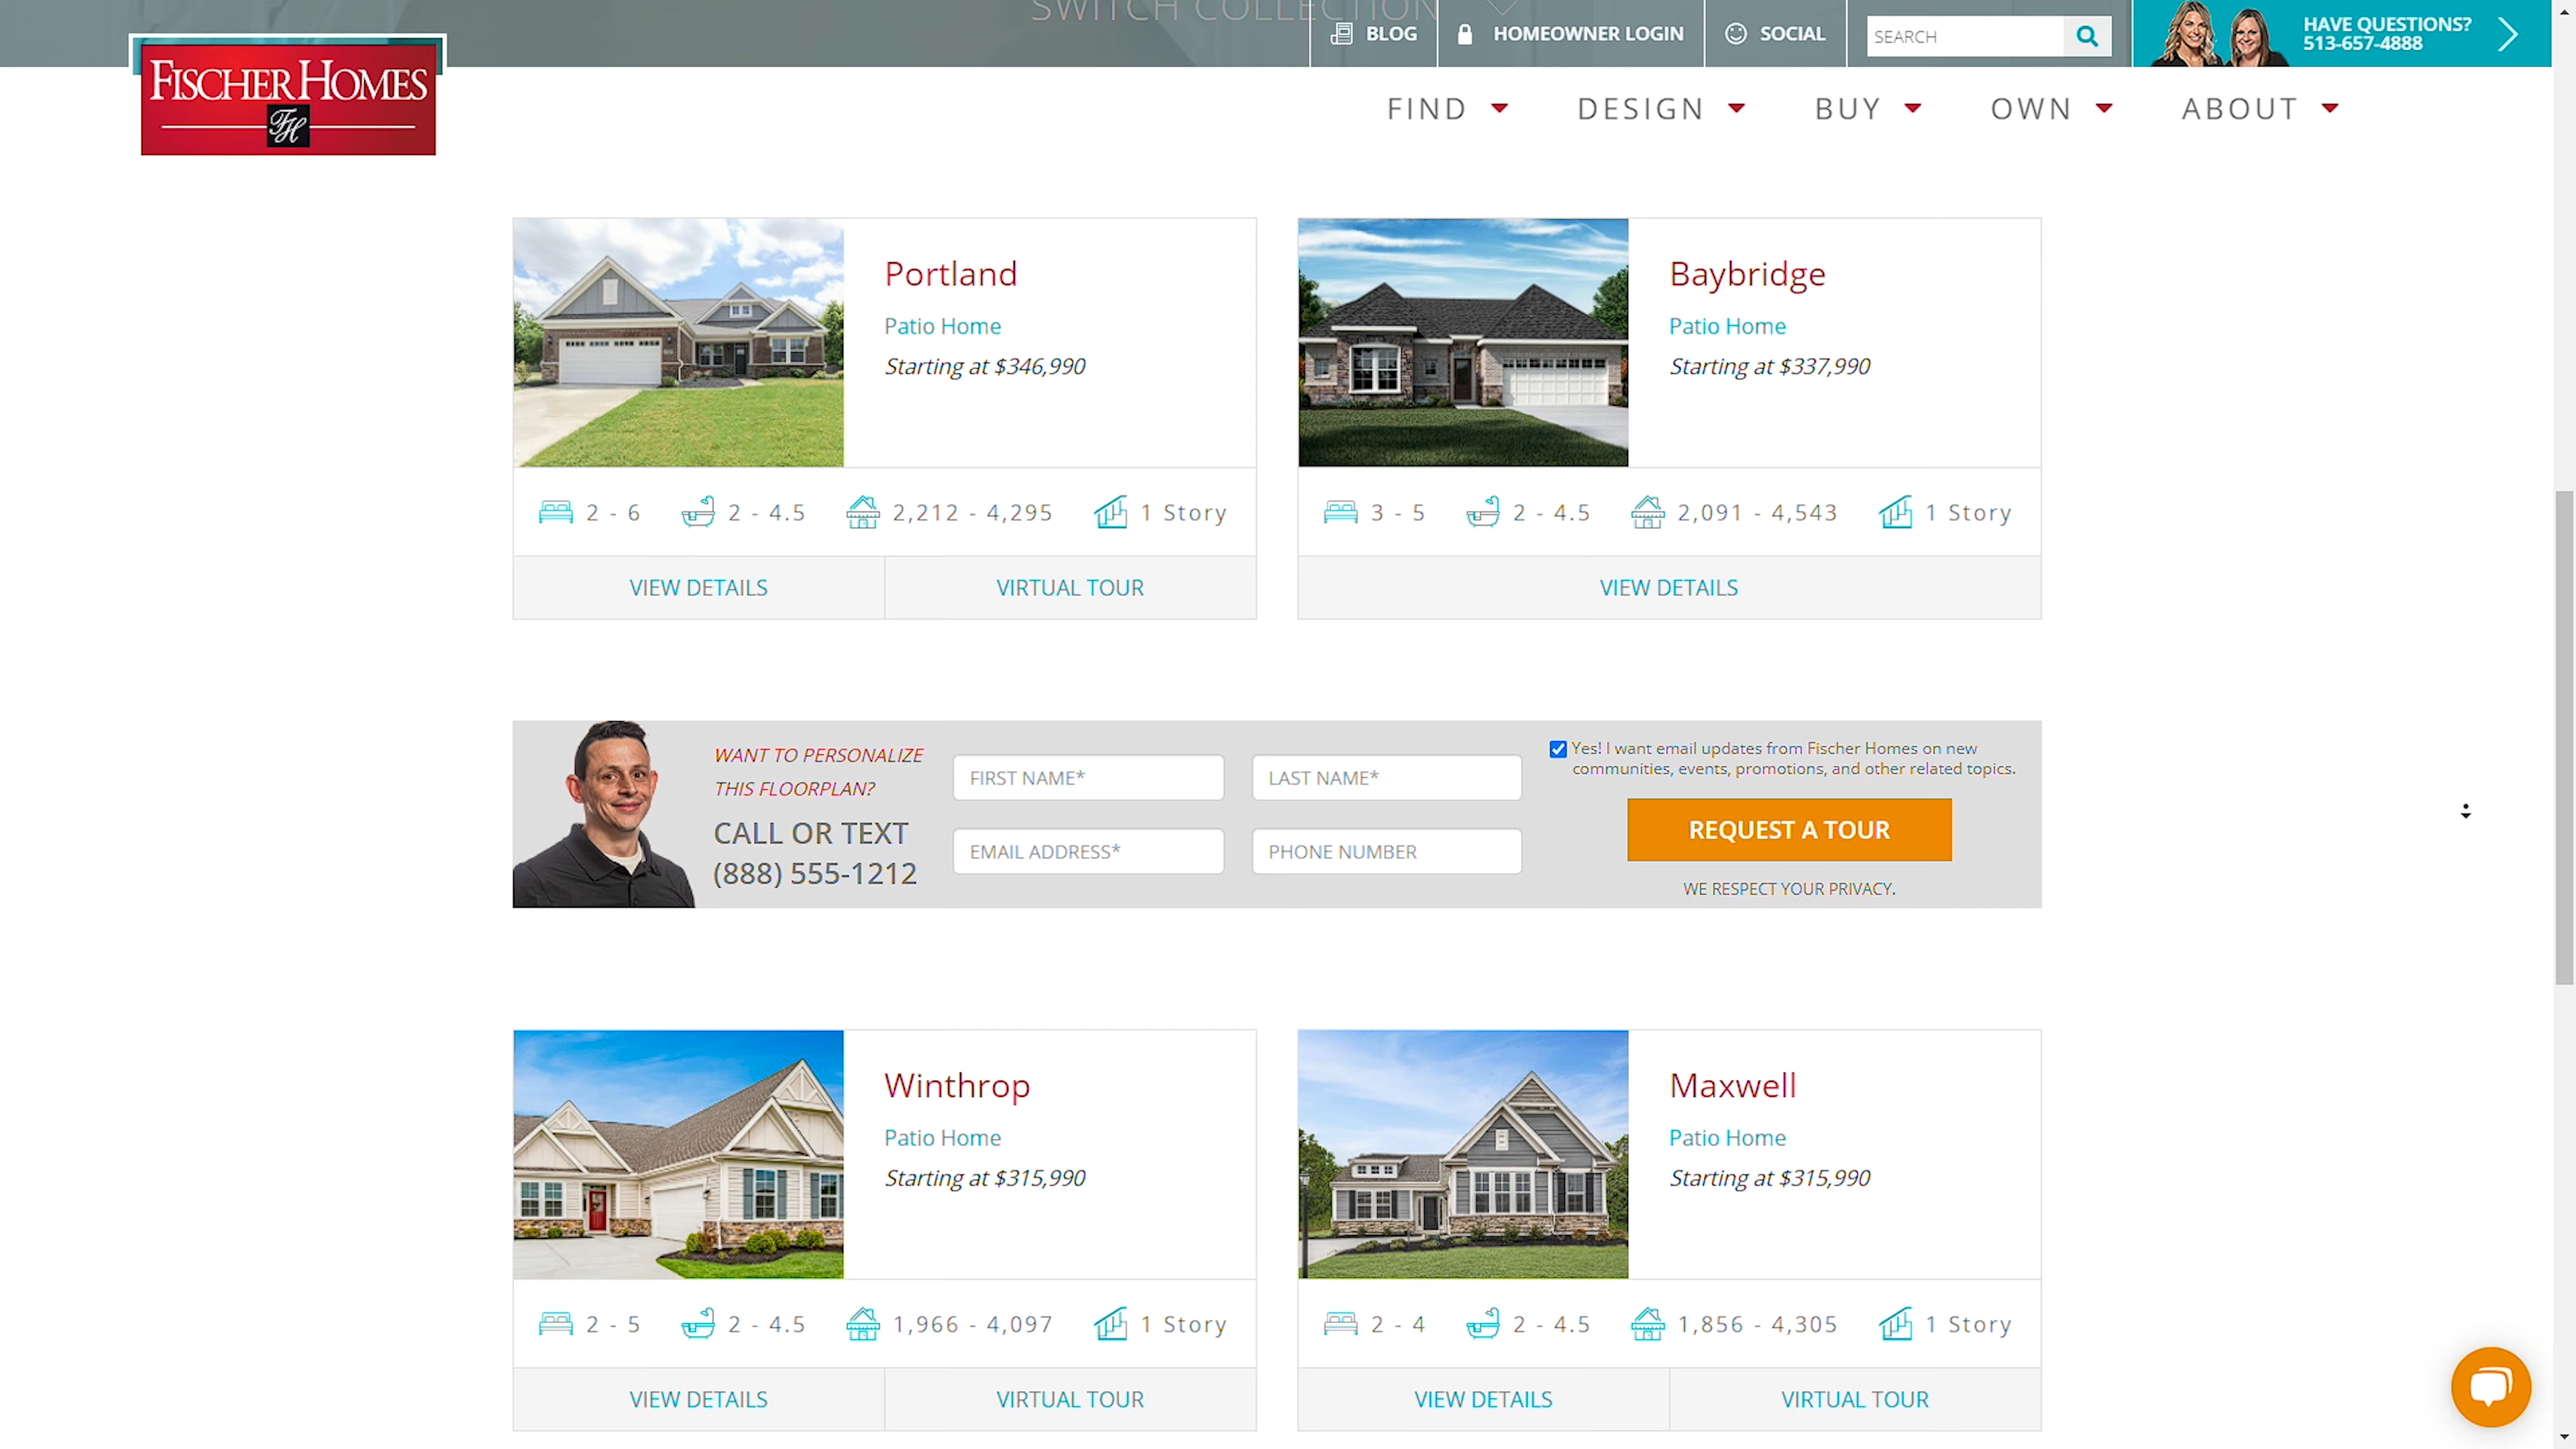 SWITCH COLLECTION
BLOG
HOMEOWNER LOGIN
SOCIAL
SEARCH
HAVE QUESTIONS?
513-657-4888
FISCHER HOMES
FH
FIND
DESIGN
BUY
OWN
ABOUT
Portland
Patio Home
Starting at $346,990
2 - 6
2 - 4.5
2,212 - 4,295
1 Story
VIEW DETAILS
VIRTUAL TOUR
Baybridge
Patio Home
Starting at $337,990
3 - 5
2 - 4.5
2,091 - 4,543
1 Story
VIEW DETAILS
WANT TO PERSONALIZE
THIS FLOORPLAN?
CALL OR TEXT
(888) 555-1212
FIRST NAME*
LAST NAME*
EMAIL ADDRESS*
PHONE NUMBER
Yes! I want email updates from Fischer Homes on new
communities, events, promotions, and other related topics.
REQUEST A TOUR
WE RESPECT YOUR PRIVACY.
Winthrop
Patio Home
Starting at $315,990
2 - 5
2 - 4.5
1,966 - 4,097
1 Story
VIEW DETAILS
VIRTUAL TOUR
Maxwell
Patio Home
Starting at $315,990
2 - 4
2 - 4.5
1,856 - 4,305
1 Story
VIEW DETAILS
VIRTUAL TOUR